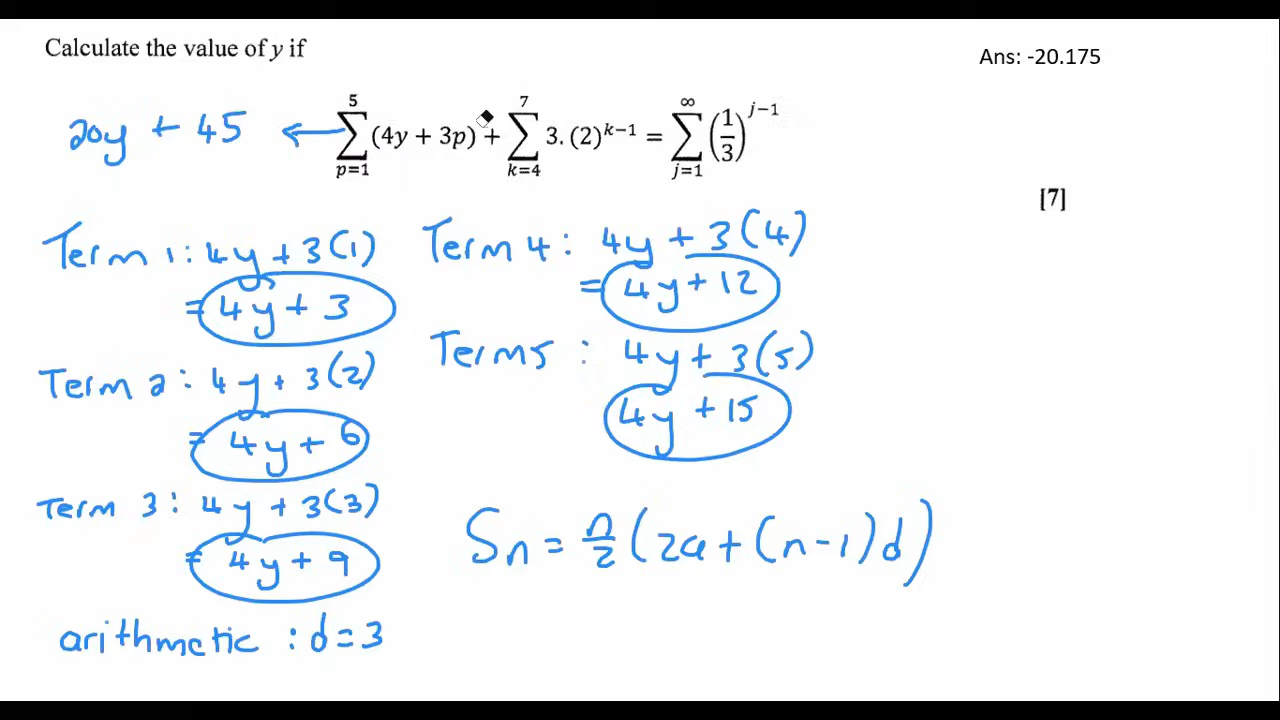 Calculate the value of y if
Ans: -20.175
20y + 45 ← ∑_{p=1}^{5} (4y + 3p) + ∑_{k=4}^{7} 3. (2)^{k−1} = ∑_{j=1}^{∞} (1/3)^{j−1}
[7]
Term 1: 4y + 3(1)
= 4y + 3
Term 2: 4y + 3(2)
= 4y + 6
Term 3: 4y + 3(3)
= 4y + 9
arithmetic : d = 3
Term 4: 4y + 3(4)
= 4y + 12
Term 5: 4y + 3(5)
4y + 15
Sn = n/2 (2a + (n-1)d)